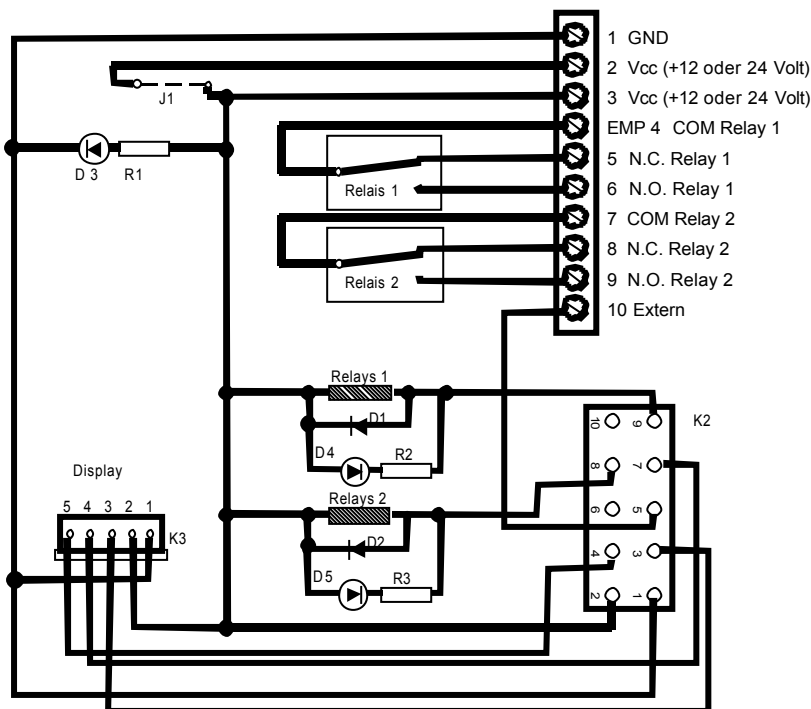 1 GND
2 Vcc (+12 oder 24 Volt)
J1
3 Vcc (+12 oder 24 Volt)
EMP 4 COM Relay 1
D 3 R1
5 N.C. Relay 1
Relais 1
6 N.O. Relay 1
7 COM Relay 2
8 N.C. Relay 2
Relais 2
9 N.O. Relay 2
10 Extern
Relays 1
D1
D4 R2
Relays 2
D2
D5 R3
K2
10 9
8 7
6 5
4 3
2 1
Display
5 4 3 2 1
K3